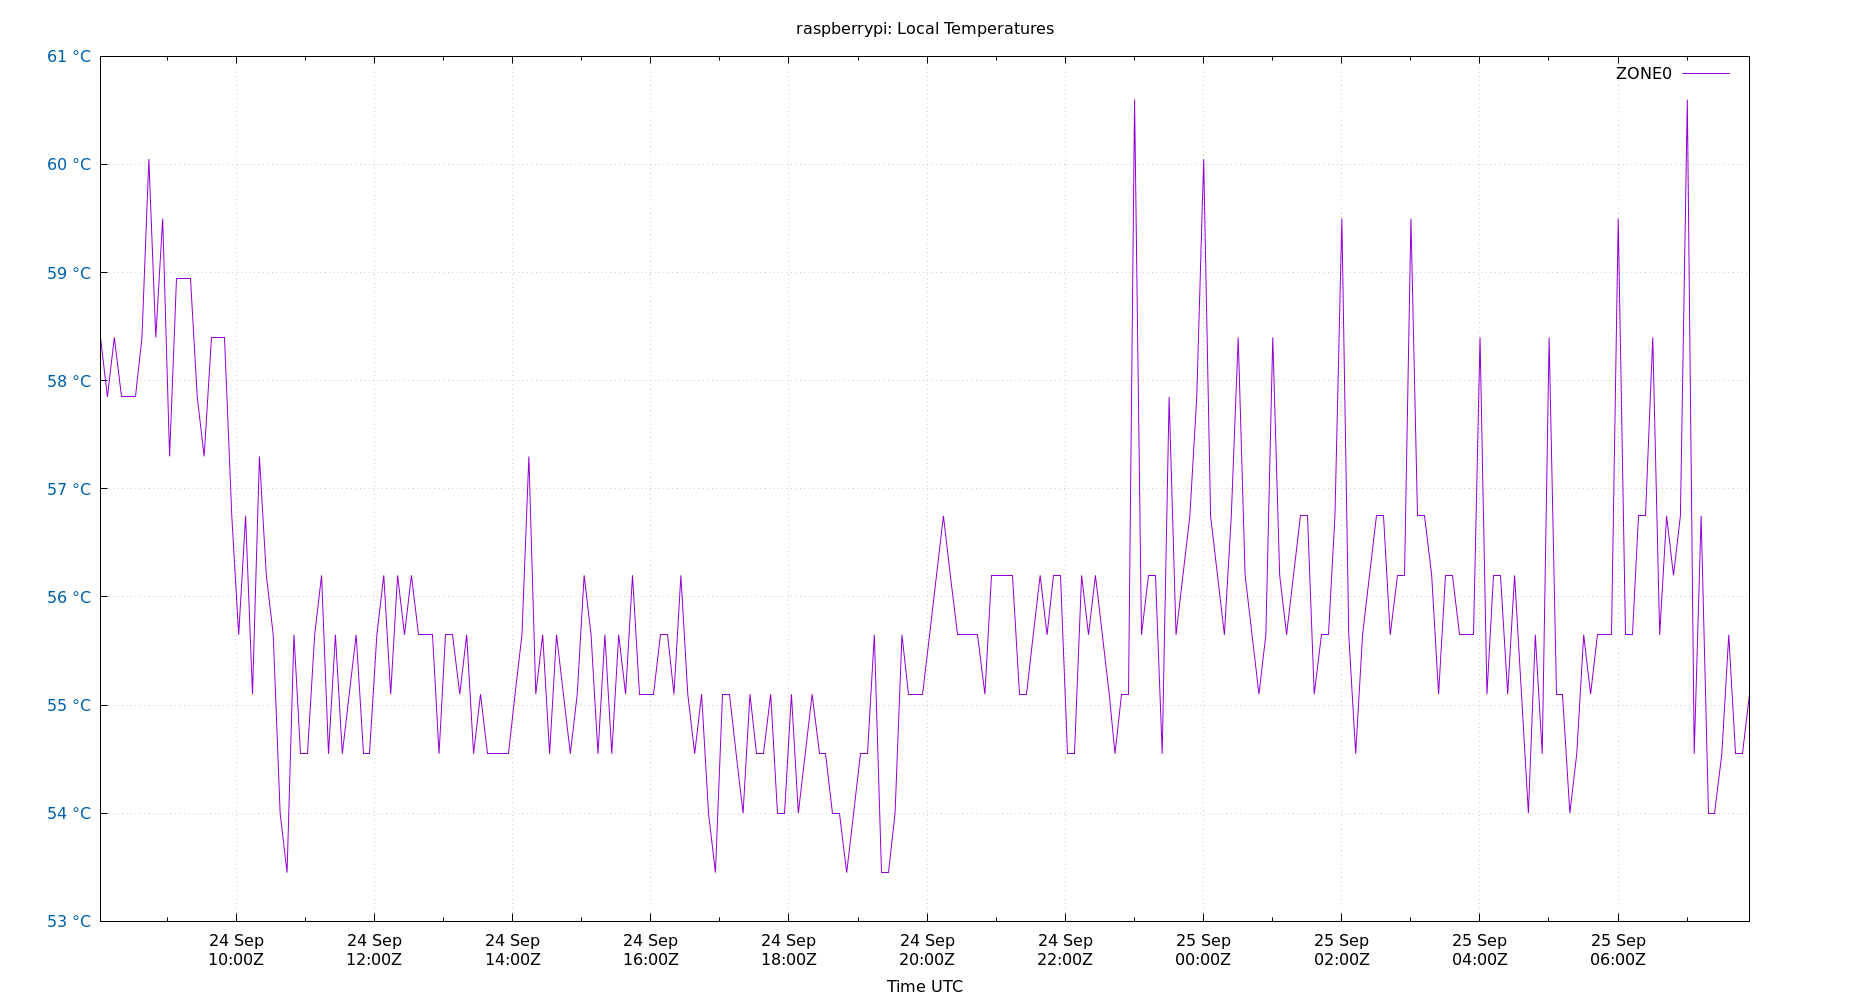 raspberrypi: Local Temperatures
61 °C
ZONE0
60 °C
59 °C
58 °C
57 °C
56 °C
55 °C
54 °C
53 °C
24 Sep 24 Sep 24 Sep 24 Sep 24 Sep 24 Sep 24 Sep 25 Sep 25 Sep 25 Sep 25 Sep
10:00Z 12:00Z 14:00Z 16:00Z 18:00Z 20:00Z 22:00Z 00:00Z 02:00Z 04:00Z 06:00Z
Time UTC